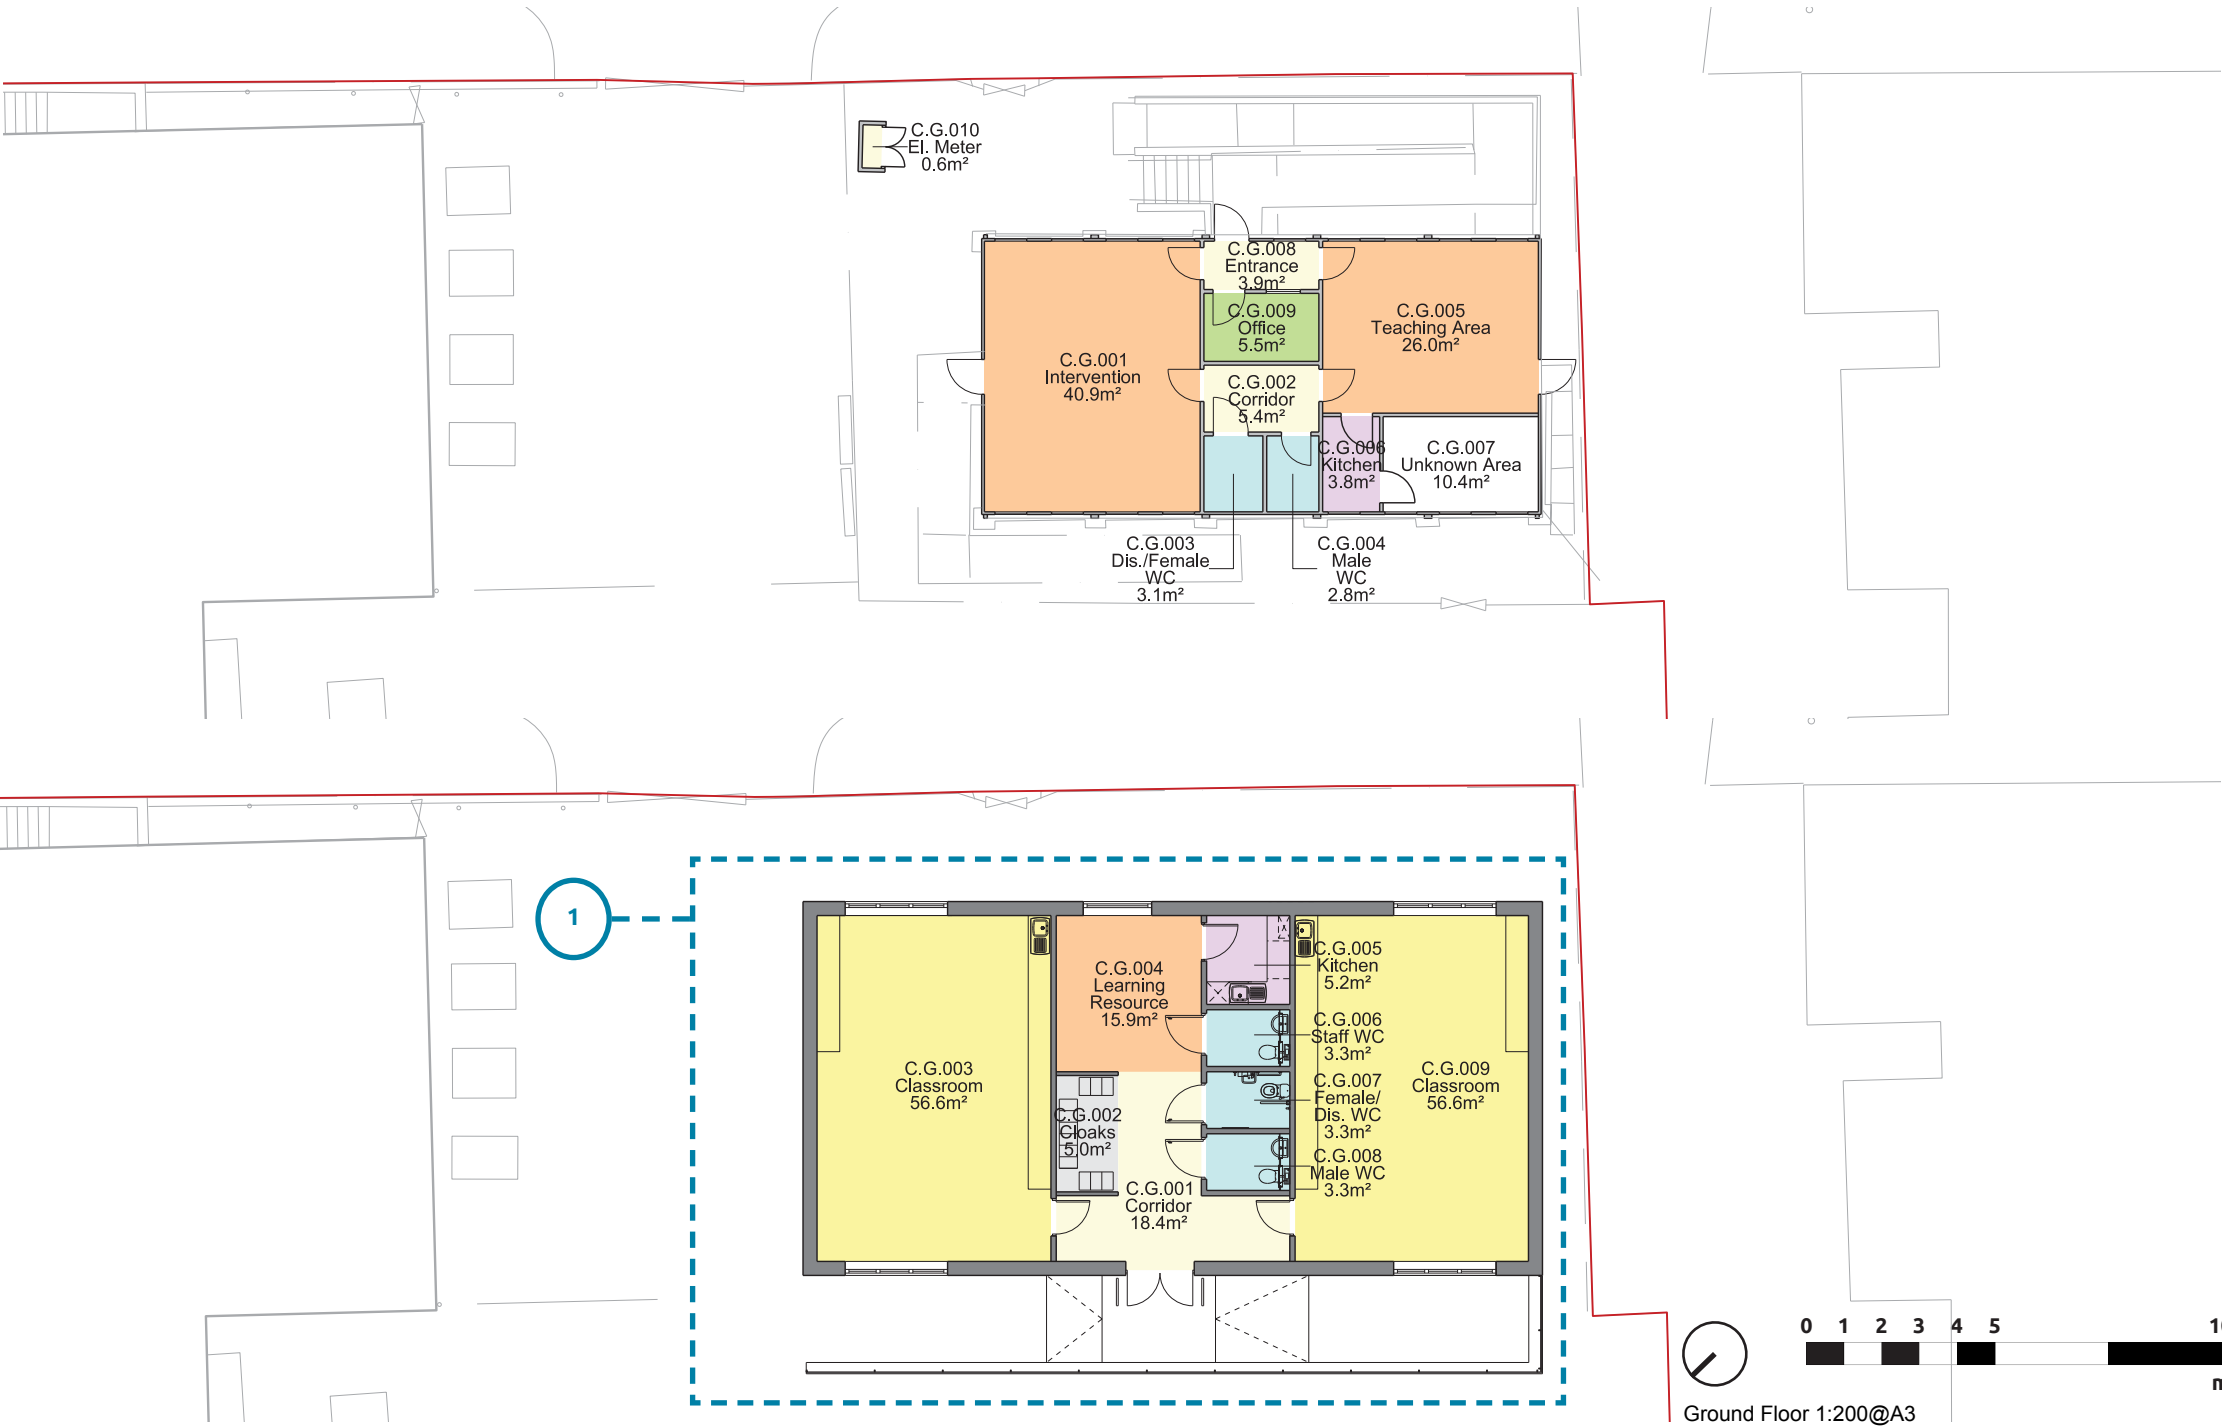 C.G.010
El. Meter
0.6m²
C.G.008
Entrance
3.9m²
C.G.009
Office
5.5m²
C.G.005
Teaching Area
26.0m²
C.G.001
Intervention
40.9m²
C.G.002
Corridor
5.4m²
C.G.006
Kitchen
3.8m²
C.G.007
Unknown Area
10.4m²
C.G.003
Dis./Female
WC
3.1m²
C.G.004
Male
WC
2.8m²
1
C.G.005
Kitchen
5.2m²
C.G.004
Learning
Resource
15.9m²
C.G.006
Staff WC
3.3m²
C.G.003
Classroom
56.6m²
C.G.007
Female/
Dis. WC
3.3m²
C.G.009
Classroom
56.6m²
C.G.002
Cloaks
5.0m²
C.G.008
Male WC
3.3m²
C.G.001
Corridor
18.4m²
0 1 2 3 4 5
Ground Floor 1:200@A3